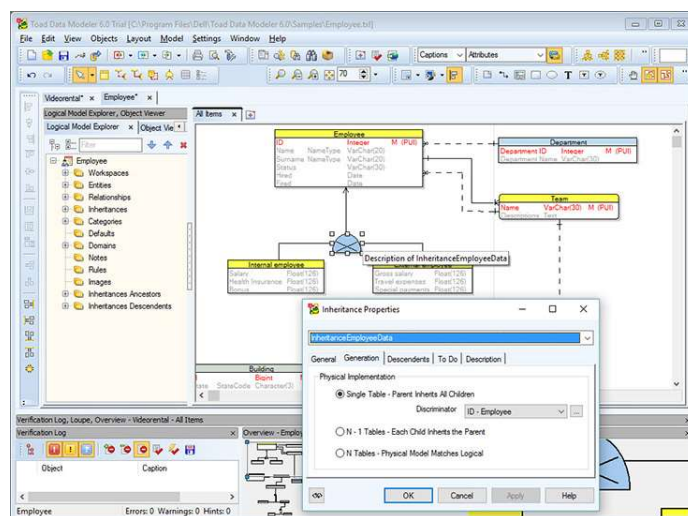 Toad Data Modeler 6.0 Trial [C:\Program Files\Dell\Toad Data Modeler 6.0\Samples\Employee.txl]
File Edit View Objects Layout Model Settings Window Help
Captions Attributes
70
Videorental* Employee*
Logical Model Explorer, Object Viewer
All Items
Logical Model Explorer Object Vie
Filter
Employee
Workspaces
Entities
Relationships
Inheritances
Categories
Defaults
Domains
Notes
Rules
Images
Inheritances Ancestors
Inheritances Descendents
Employee
ID Integer M (PUI)
Name NameType VarChar(20)
Surname NameType VarChar(20)
Status VarChar(30)
Hired Date
Fired Date
Department
Department ID Integer M (PUI)
Department Name VarChar(30)
Team
Name VarChar(30) M (PUI)
Descriptions Text
Description of InheritanceEmployeeData
Internal employee
Salary Float(126)
Health Insurance Float(126)
Bonus Float(126)
External employee
Gross salary Float(126)
Travel expenses Float(126)
Special payments Float(126)
Building
BigInt
StateCode Character(3)
Inheritance Properties
InheritanceEmployeeData
General Generation Descendents To Do Description
Physical Implementation
Single Table - Parent Inherits All Children
Discriminator ID - Employee ...
N - 1 Tables - Each Child Inherits the Parent
N Tables - Physical Model Matches Logical
OK Cancel Apply Help
Verification Log, Loupe, Overview - Videorental - All Items
Verification Log
Overview - Employ
Object Caption
Employee Errors: 0 Warnings: 0 Hints: 0